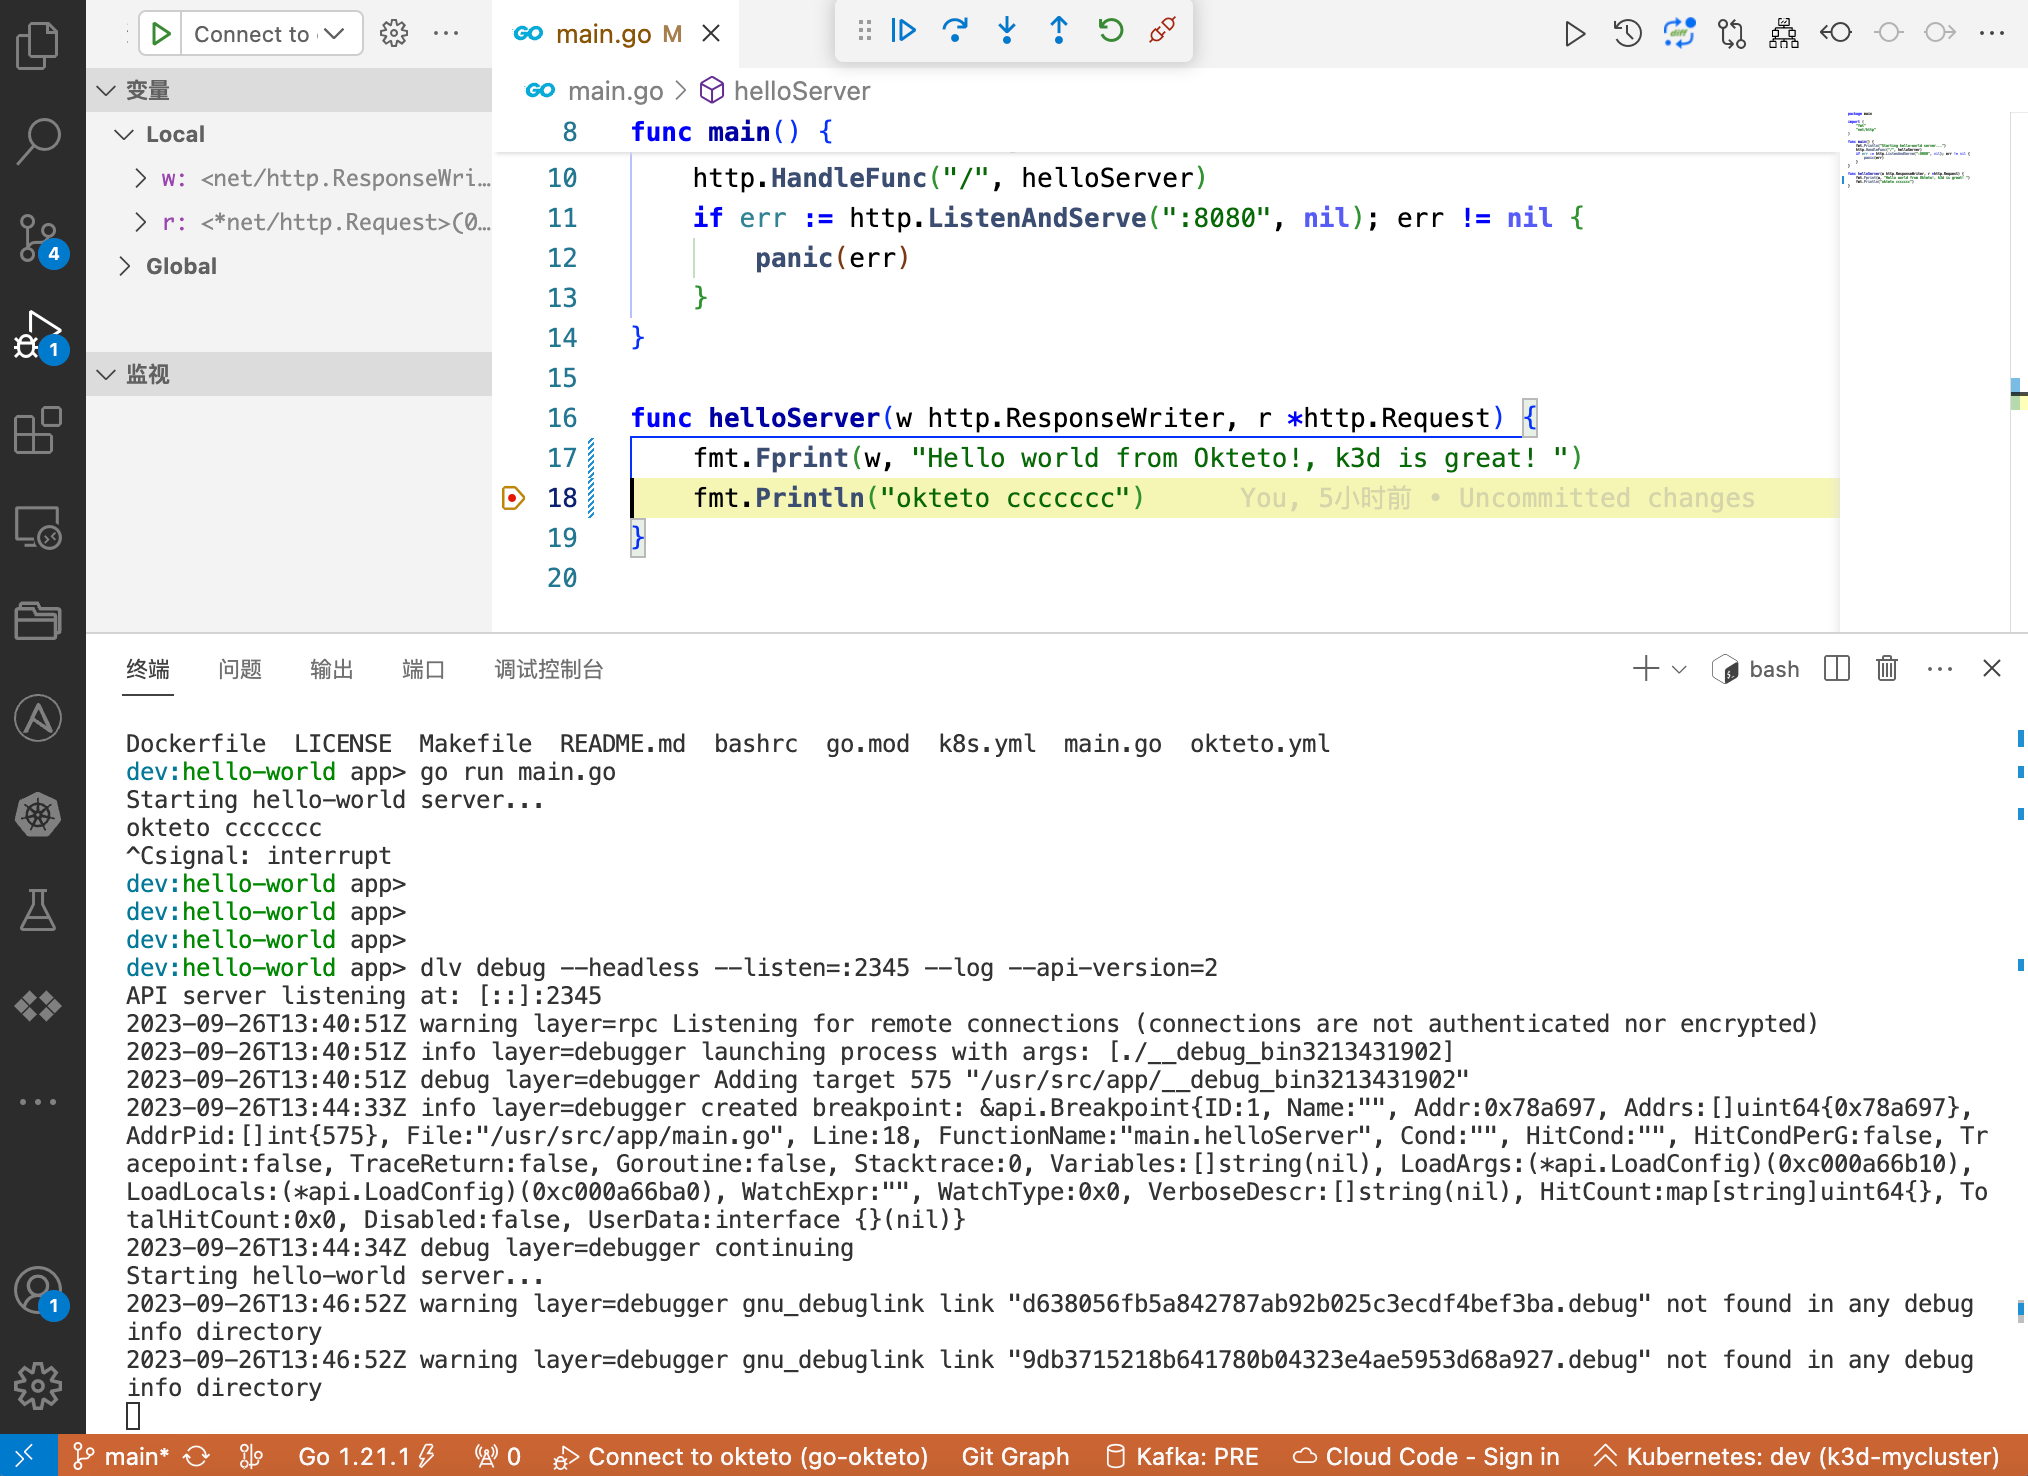 Connect to
main.go M
变量
Local
w: <net/http.ResponseWri…
r: <*net/http.Request>(0…
Global
监视
main.go > helloServer
8 func main() {
10 http.HandleFunc("/", helloServer)
11 if err := http.ListenAndServe(":8080", nil); err != nil {
12 panic(err)
13 }
14 }
15
16 func helloServer(w http.ResponseWriter, r *http.Request) {
17 fmt.Fprint(w, "Hello world from Okteto!, k3d is great! ")
18 fmt.Println("okteto ccccccc") You, 5小时前 • Uncommitted changes
19 }
20
4
1
终端 问题 输出 端口 调试控制台
bash
Dockerfile LICENSE Makefile README.md bashrc go.mod k8s.yml main.go okteto.yml
dev:hello-world app> go run main.go
Starting hello-world server...
okteto ccccccc
^Csignal: interrupt
dev:hello-world app>
dev:hello-world app>
dev:hello-world app>
dev:hello-world app> dlv debug --headless --listen=:2345 --log --api-version=2
API server listening at: [::]:2345
2023-09-26T13:40:51Z warning layer=rpc Listening for remote connections (connections are not authenticated nor encrypted)
2023-09-26T13:40:51Z info layer=debugger launching process with args: [./__debug_bin3213431902]
2023-09-26T13:40:51Z debug layer=debugger Adding target 575 "/usr/src/app/__debug_bin3213431902"
2023-09-26T13:44:33Z info layer=debugger created breakpoint: &api.Breakpoint{ID:1, Name:"", Addr:0x78a697, Addrs:[]uint64{0x78a697},
AddrPid:[]int{575}, File:"/usr/src/app/main.go", Line:18, FunctionName:"main.helloServer", Cond:"", HitCond:"", HitCondPerG:false, Tr
acepoint:false, TraceReturn:false, Goroutine:false, Stacktrace:0, Variables:[]string(nil), LoadArgs:(*api.LoadConfig)(0xc000a66b10),
LoadLocals:(*api.LoadConfig)(0xc000a66ba0), WatchExpr:"", WatchType:0x0, VerboseDescr:[]string(nil), HitCount:map[string]uint64{}, To
talHitCount:0x0, Disabled:false, UserData:interface {}(nil)}
2023-09-26T13:44:34Z debug layer=debugger continuing
Starting hello-world server...
2023-09-26T13:46:52Z warning layer=debugger gnu_debuglink link "d638056fb5a842787ab92b025c3ecdf4bef3ba.debug" not found in any debug
info directory
2023-09-26T13:46:52Z warning layer=debugger gnu_debuglink link "9db3715218b641780b04323e4ae5953d68a927.debug" not found in any debug
info directory
1
main* Go 1.21.1 0 Connect to okteto (go-okteto) Git Graph Kafka: PRE Cloud Code - Sign in Kubernetes: dev (k3d-mycluster)